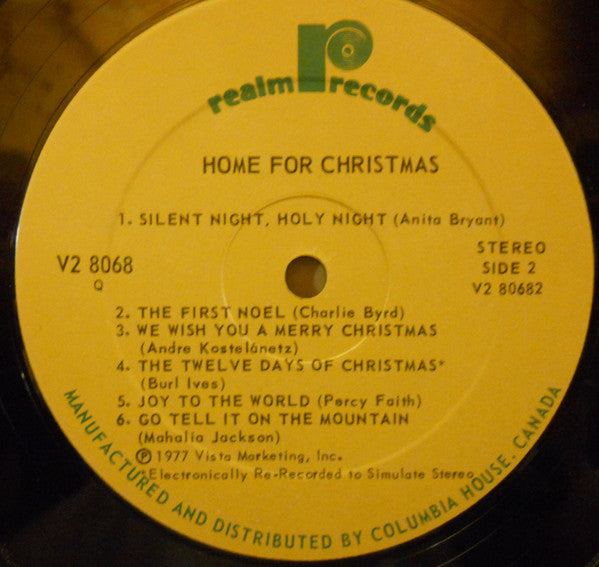 realm records
HOME FOR CHRISTMAS
1. SILENT NIGHT, HOLY NIGHT (Anita Bryant)
V2 8068
Q
STEREO
SIDE 2
V2 80682
2. THE FIRST NOEL (Charlie Byrd)
3. WE WISH YOU A MERRY CHRISTMAS
(Andre Kostelánetz)
4. THE TWELVE DAYS OF CHRISTMAS*
(Burl Ives)
5. JOY TO THE WORLD (Percy Faith)
6. GO TELL IT ON THE MOUNTAIN
(Mahalia Jackson)
℗ 1977 Vista Marketing, Inc.
*Electronically Re-Recorded to Simulate Stereo
MANUFACTURED AND DISTRIBUTED BY COLUMBIA HOUSE. CANADA